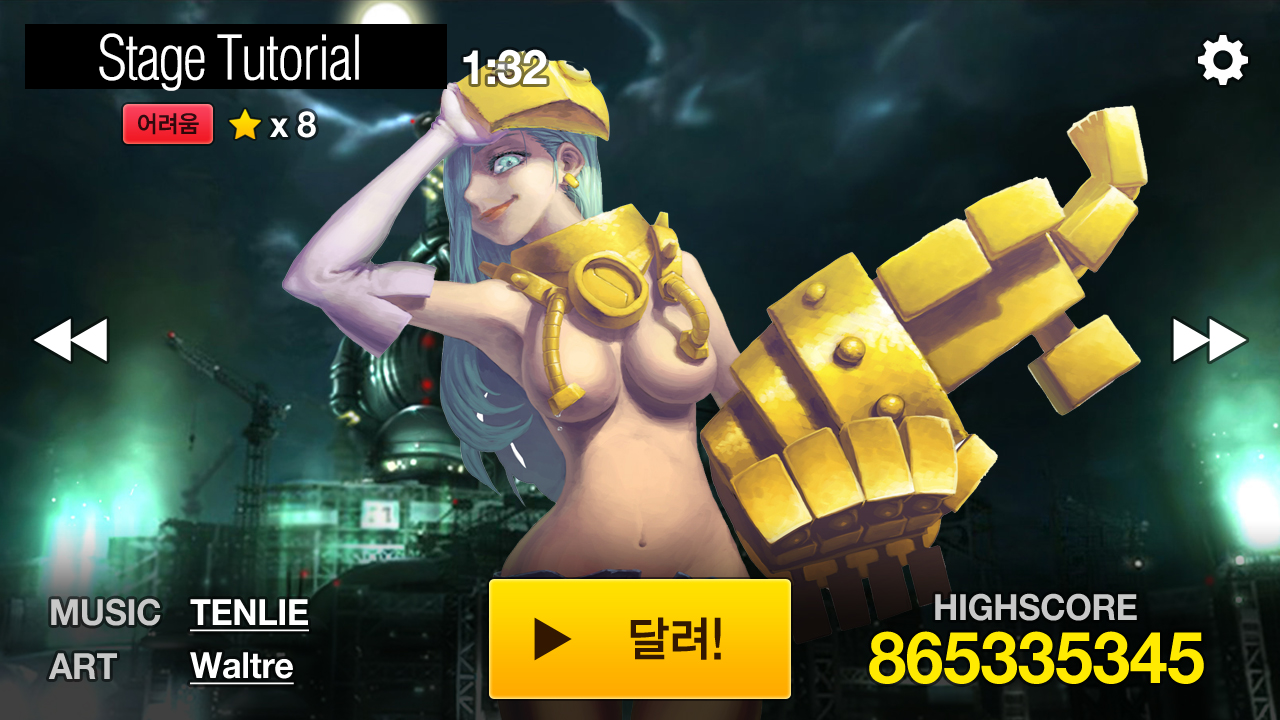 Stage Tutorial
1:32
어려움
x 8
MUSIC TENLIE
ART Waltre
달려!
HIGHSCORE
865335345